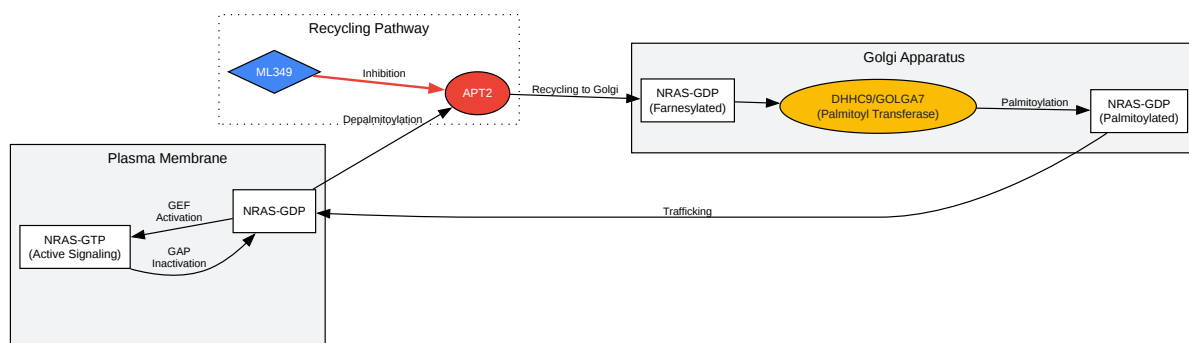 Recycling Pathway
ML349
Inhibition
APT2
Depalmitoylation
Recycling to Golgi
Golgi Apparatus
NRAS-GDP
(Farnesylated)
DHHC9/GOLGA7
(Palmitoyl Transferase)
Palmitoylation
NRAS-GDP
(Palmitoylated)
Plasma Membrane
NRAS-GDP
GEF
Activation
NRAS-GTP
(Active Signaling)
GAP
Inactivation
Trafficking